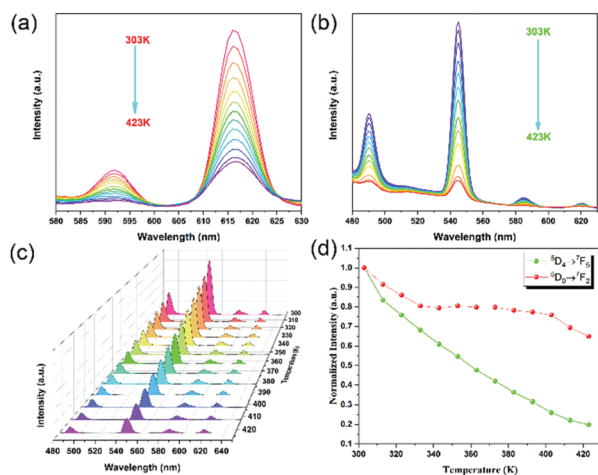 (a)
303K
423K
Intensity (a.u.)
580 585 590 595 600 605 610 615 620 625 630
Wavelength (nm)
(b)
303K
423K
Intensity (a.u.)
480 500 520 540 560 580 600 620
Wavelength (nm)
(c)
Intensity (a.u.)
300
310
320
330
340
350
360
370
380
390
400
410
420
Temperature (K)
480 500 520 540 560 580 600 620 640
Wavelength (nm)
(d)
⁵D₄→⁷F₅
⁵D₀→⁷F₂
Normalized Intensity (a.u.)
1.0
0.9
0.8
0.7
0.6
0.5
0.4
0.3
0.2
0.1
300 320 340 360 380 400 420
Temperature (K)